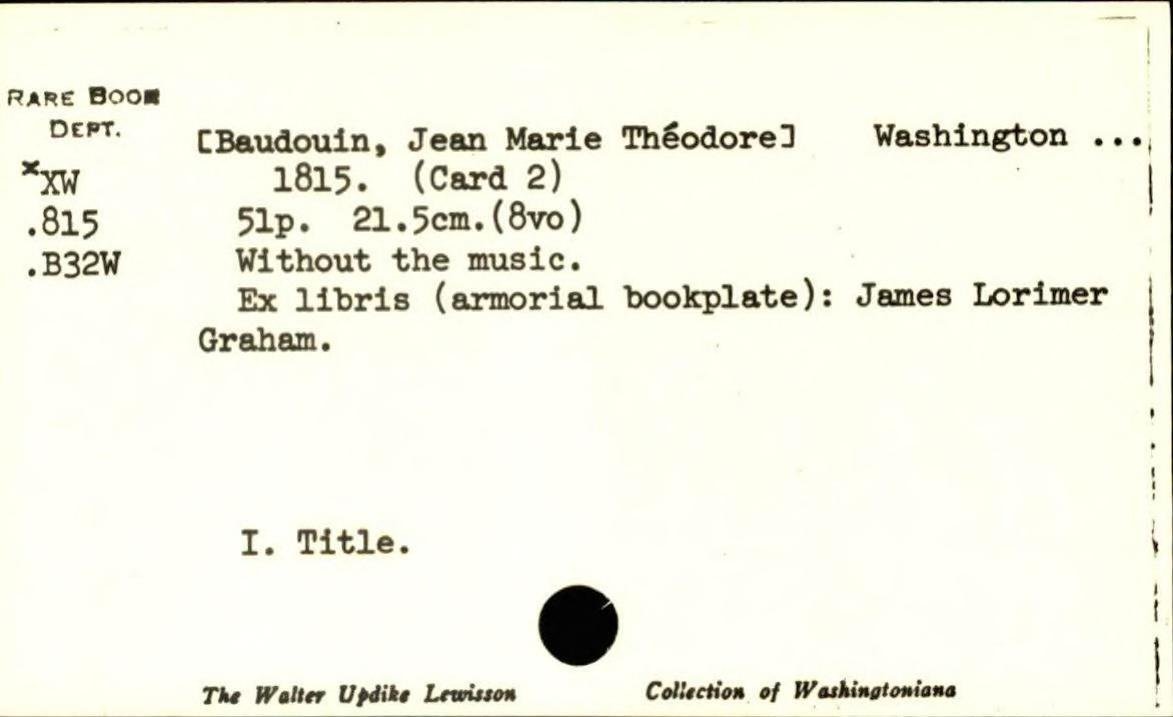 RARE BOOK
DEPT.
[Baudouin, Jean Marie Théodore] Washington ...
*XW 1815. (Card 2)
.815 51p. 21.5cm.(8vo)
.B32W Without the music.
Ex libris (armorial bookplate): James Lorimer
Graham.
I. Title.
The Walter Updike Lewisson Collection of Washingtoniana